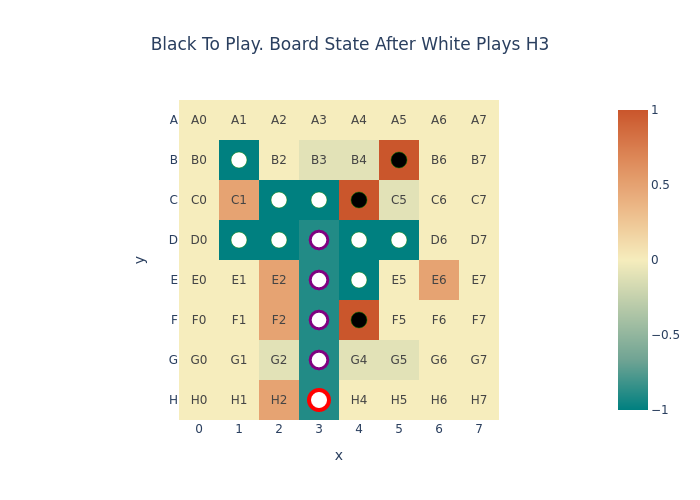 Black To Play. Board State After White Plays H3
A A0 A1 A2 A3 A4 A5 A6 A7
B B0 B2 B3 B4 B6 B7
C C0 C1 C5 C6 C7
D D0 D6 D7
E E0 E1 E2 E5 E6 E7
F F0 F1 F2 F5 F6 F7
G G0 G1 G2 G4 G5 G6 G7
H H0 H1 H2 H4 H5 H6 H7
0 1 2 3 4 5 6 7
x
y
1
0.5
0
−0.5
−1